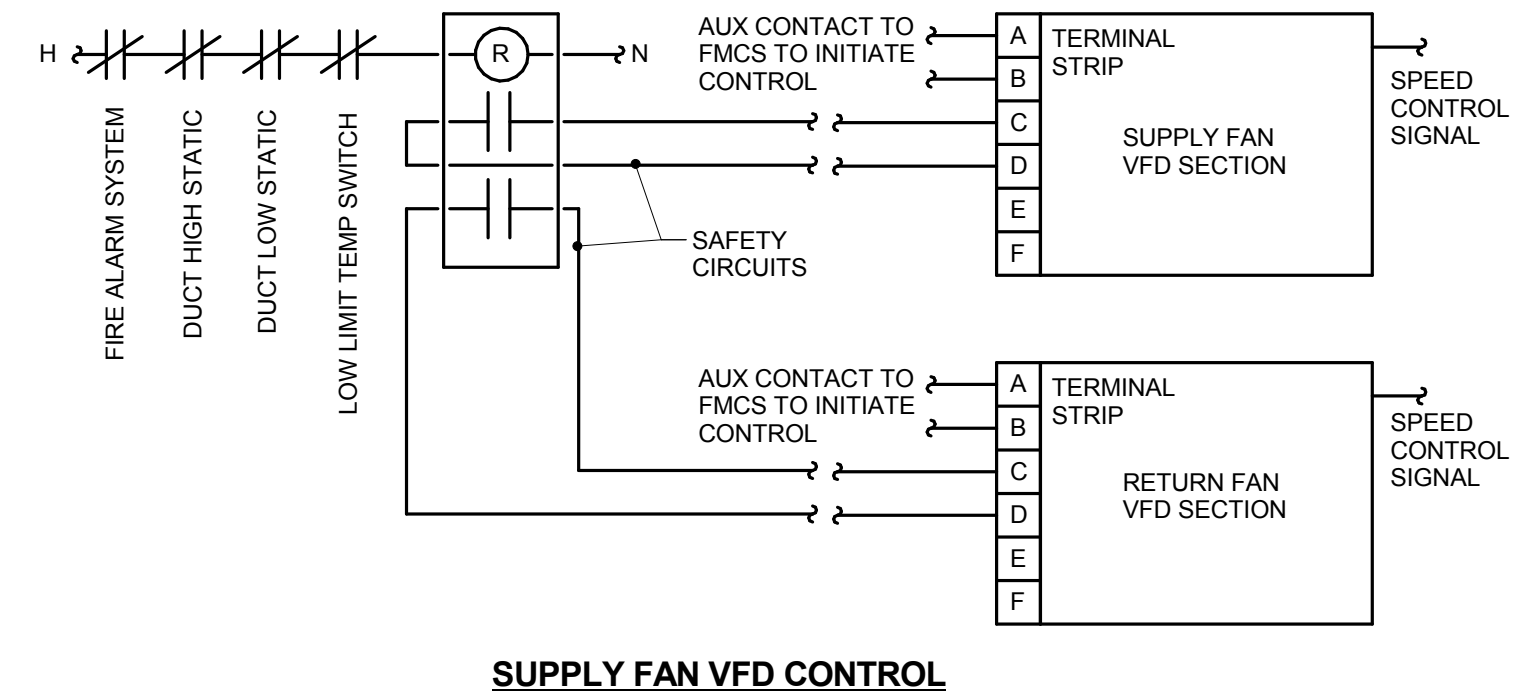 H
R
N
FIRE ALARM SYSTEM
DUCT HIGH STATIC
DUCT LOW STATIC
LOW LIMIT TEMP SWITCH
AUX CONTACT TO
FMCS TO INITIATE
CONTROL
A
B
C
D
E
F
TERMINAL
STRIP
SUPPLY FAN
VFD SECTION
SPEED
CONTROL
SIGNAL
SAFETY
CIRCUITS
AUX CONTACT TO
FMCS TO INITIATE
CONTROL
A
B
C
D
E
F
TERMINAL
STRIP
RETURN FAN
VFD SECTION
SPEED
CONTROL
SIGNAL
SUPPLY FAN VFD CONTROL